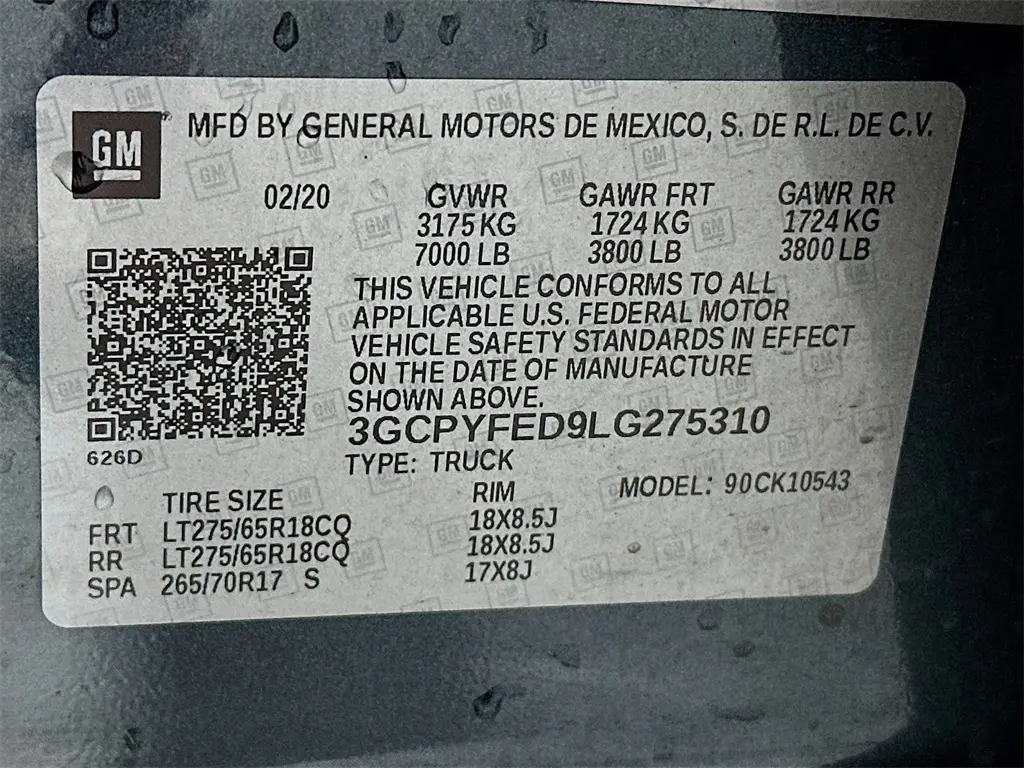 GM
MFD BY GENERAL MOTORS DE MEXICO, S. DE R.L. DE C.V.
02/20 GVWR GAWR FRT GAWR RR
3175 KG 1724 KG 1724 KG
7000 LB 3800 LB 3800 LB
THIS VEHICLE CONFORMS TO ALL
APPLICABLE U.S. FEDERAL MOTOR
VEHICLE SAFETY STANDARDS IN EFFECT
ON THE DATE OF MANUFACTURE
SHOWN ABOVE.
3GCPYFED9LG275310
626D
TYPE: TRUCK
TIRE SIZE RIM MODEL: 90CK10543
FRT LT275/65R18CQ 18X8.5J
RR LT275/65R18CQ 18X8.5J
SPA 265/70R17 S 17X8J